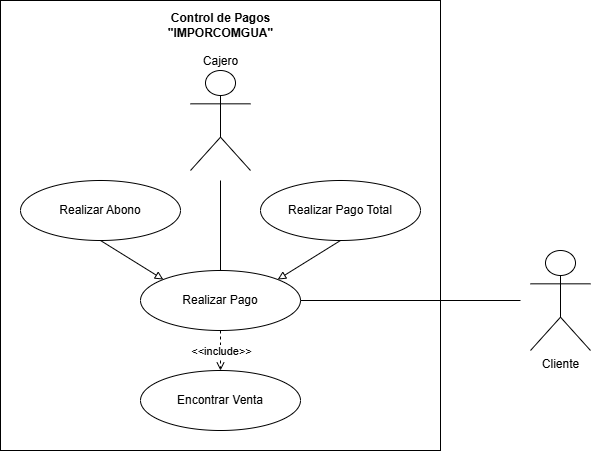 Control de Pagos
"IMPORCOMGUA"
Cajero
Realizar Abono
Realizar Pago Total
Realizar Pago
<<include>>
Cliente
Encontrar Venta